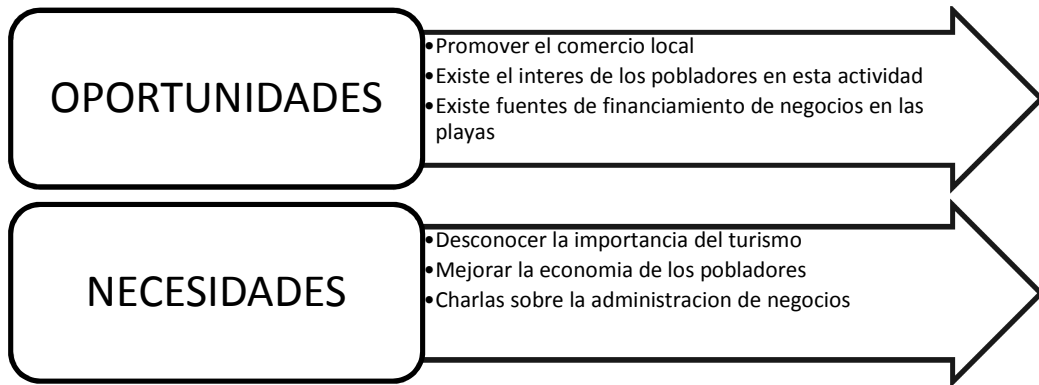 OPORTUNIDADES
•Promover el comercio local
•Existe el interes de los pobladores en esta actividad
•Existe fuentes de financiamiento de negocios en las
playas
NECESIDADES
•Desconocer la importancia del turismo
•Mejorar la economia de los pobladores
•Charlas sobre la administracion de negocios